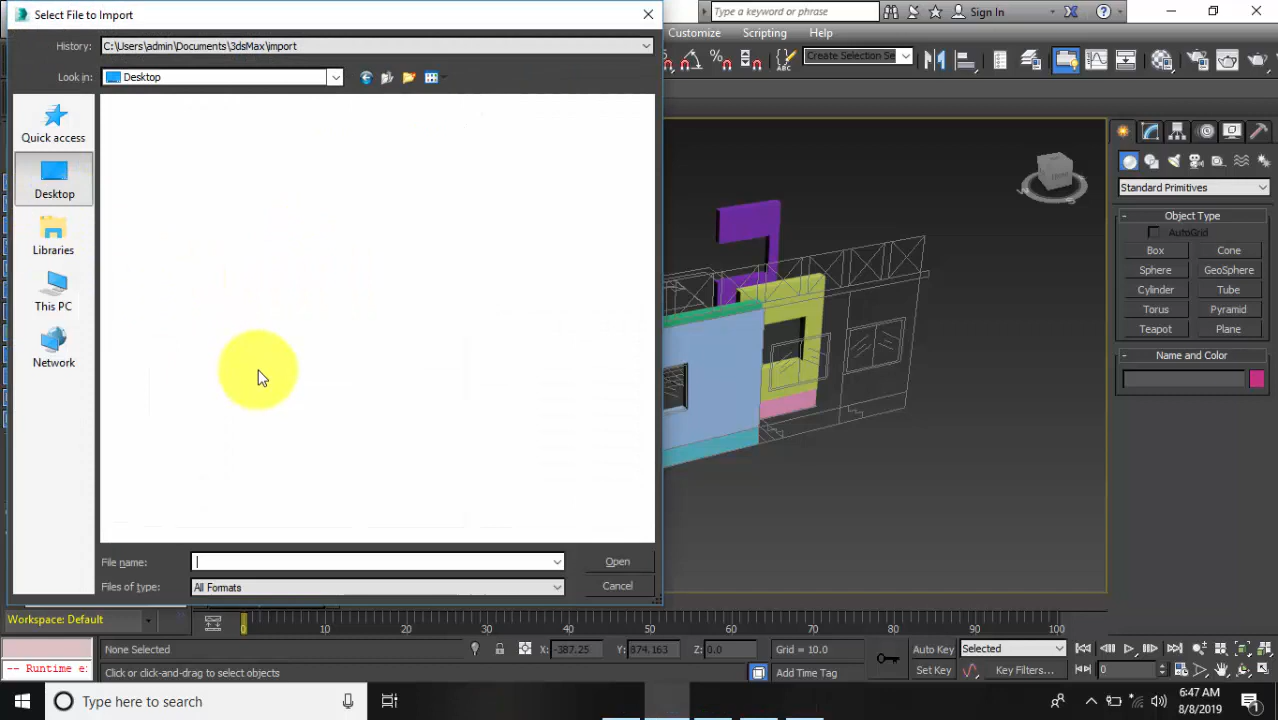 Select File to Import
History: C:\Users\admin\Documents\3dsMax\import
Look in: Desktop
Quick access
Desktop
Libraries
This PC
Network
File name:
Open
Files of type: All Formats
Cancel
Type a keyword or phrase
Sign In
Customize Scripting Help
Create Selection Se
Standard Primitives
Object Type
AutoGrid
Box Cone
Sphere GeoSphere
Cylinder Tube
Torus Pyramid
Teapot Plane
Name and Color
Workspace: Default
0 10 20 30 40 50 60 70 80 90 100
None Selected
X: -387.25 Y: 874.163 Z: 0.0
Grid = 10.0
Auto Key Selected
-- Runtime e:
Click or click-and-drag to select objects
Add Time Tag
Set Key Key Filters...
0
Type here to search
6:47 AM
8/8/2019
1